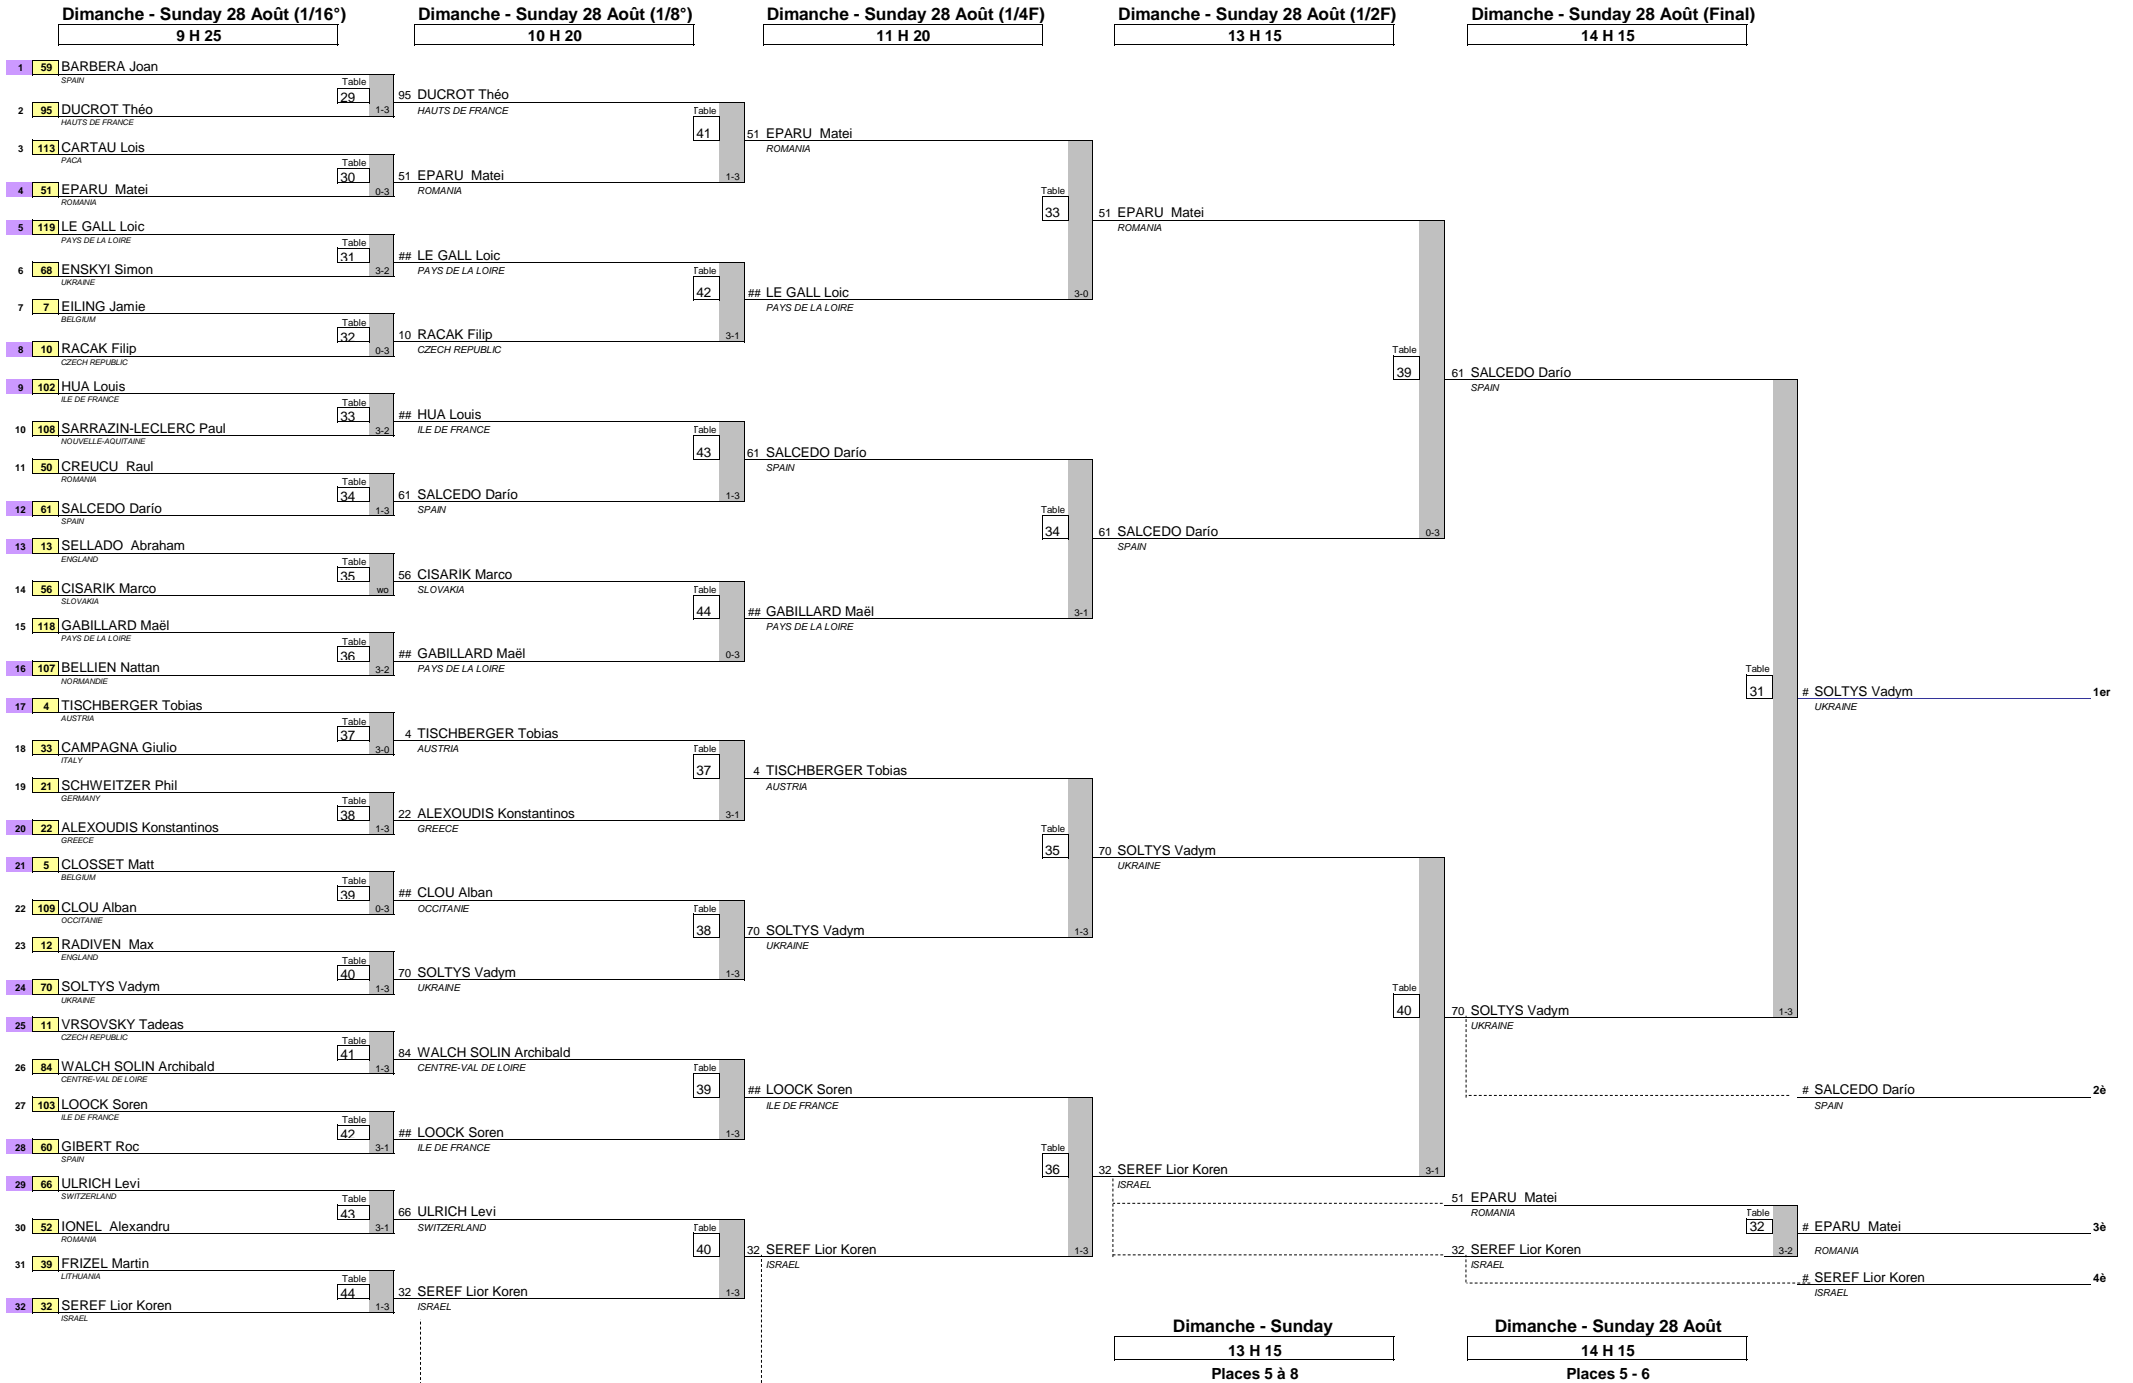 Dimanche - Sunday 28 Août (1/16°)
9 H 25
1 59 BARBERA Joan
SPAIN
Table
29
1-3
2 95 DUCROT Théo
HAUTS DE FRANCE
3 113 CARTAU Lois
PACA
Table
30
0-3
4 51 EPARU Matei
ROMANIA
5 119 LE GALL Loic
PAYS DE LA LOIRE
Table
31
3-2
6 68 ENSKYI Simon
UKRAINE
7 7 EILING Jamie
BELGIUM
Table
32
0-3
8 10 RACAK Filip
CZECH REPUBLIC
9 102 HUA Louis
ILE DE FRANCE
Table
33
3-2
10 108 SARRAZIN-LECLERC Paul
NOUVELLE-AQUITAINE
11 50 CREUCU Raul
ROMANIA
Table
34
1-3
12 61 SALCEDO Darío
SPAIN
13 13 SELLADO Abraham
ENGLAND
Table
35
wo
14 56 CISARIK Marco
SLOVAKIA
15 118 GABILLARD Maël
PAYS DE LA LOIRE
Table
36
3-2
16 107 BELLIEN Nattan
NORMANDIE
17 4 TISCHBERGER Tobias
AUSTRIA
Table
37
3-0
18 33 CAMPAGNA Giulio
ITALY
19 21 SCHWEITZER Phil
GERMANY
Table
38
1-3
20 22 ALEXOUDIS Konstantinos
GREECE
21 5 CLOSSET Matt
BELGIUM
Table
39
0-3
22 109 CLOU Alban
OCCITANIE
23 12 RADIVEN Max
ENGLAND
Table
40
1-3
24 70 SOLTYS Vadym
UKRAINE
25 11 VRSOVSKY Tadeas
CZECH REPUBLIC
Table
41
1-3
26 84 WALCH SOLIN Archibald
CENTRE-VAL DE LOIRE
27 103 LOOCK Soren
ILE DE FRANCE
Table
42
3-1
28 60 GIBERT Roc
SPAIN
29 66 ULRICH Levi
SWITZERLAND
Table
43
3-1
30 52 IONEL Alexandru
ROMANIA
31 39 FRIZEL Martin
LITHUANIA
Table
44
1-3
32 32 SEREF Lior Koren
ISRAEL
Dimanche - Sunday 28 Août (1/8°)
10 H 20
95 DUCROT Théo
HAUTS DE FRANCE
Table
41
1-3
51 EPARU Matei
ROMANIA
## LE GALL Loic
PAYS DE LA LOIRE
Table
42
3-1
10 RACAK Filip
CZECH REPUBLIC
## HUA Louis
ILE DE FRANCE
Table
43
1-3
61 SALCEDO Darío
SPAIN
56 CISARIK Marco
SLOVAKIA
Table
44
0-3
## GABILLARD Maël
PAYS DE LA LOIRE
4 TISCHBERGER Tobias
AUSTRIA
Table
37
3-1
22 ALEXOUDIS Konstantinos
GREECE
## CLOU Alban
OCCITANIE
Table
38
1-3
70 SOLTYS Vadym
UKRAINE
84 WALCH SOLIN Archibald
CENTRE-VAL DE LOIRE
Table
39
1-3
## LOOCK Soren
ILE DE FRANCE
66 ULRICH Levi
SWITZERLAND
Table
40
1-3
32 SEREF Lior Koren
ISRAEL
Dimanche - Sunday 28 Août (1/4F)
11 H 20
51 EPARU Matei
ROMANIA
Table
33
3-0
## LE GALL Loic
PAYS DE LA LOIRE
61 SALCEDO Darío
SPAIN
Table
34
3-1
## GABILLARD Maël
PAYS DE LA LOIRE
4 TISCHBERGER Tobias
AUSTRIA
Table
35
1-3
70 SOLTYS Vadym
UKRAINE
## LOOCK Soren
ILE DE FRANCE
Table
36
1-3
32 SEREF Lior Koren
ISRAEL
Dimanche - Sunday 28 Août (1/2F)
13 H 15
51 EPARU Matei
ROMANIA
Table
39
0-3
61 SALCEDO Darío
SPAIN
70 SOLTYS Vadym
UKRAINE
Table
40
3-1
32 SEREF Lior Koren
ISRAEL
Dimanche - Sunday
13 H 15
Places 5 à 8
Dimanche - Sunday 28 Août (Final)
14 H 15
61 SALCEDO Darío
SPAIN
Table
31
1-3
70 SOLTYS Vadym
UKRAINE
# SOLTYS Vadym 1er
UKRAINE
# SALCEDO Darío 2è
SPAIN
51 EPARU Matei
ROMANIA
Table
32
3-2
32 SEREF Lior Koren
ISRAEL
# EPARU Matei 3è
ROMANIA
# SEREF Lior Koren 4è
ISRAEL
Dimanche - Sunday 28 Août
14 H 15
Places 5 - 6